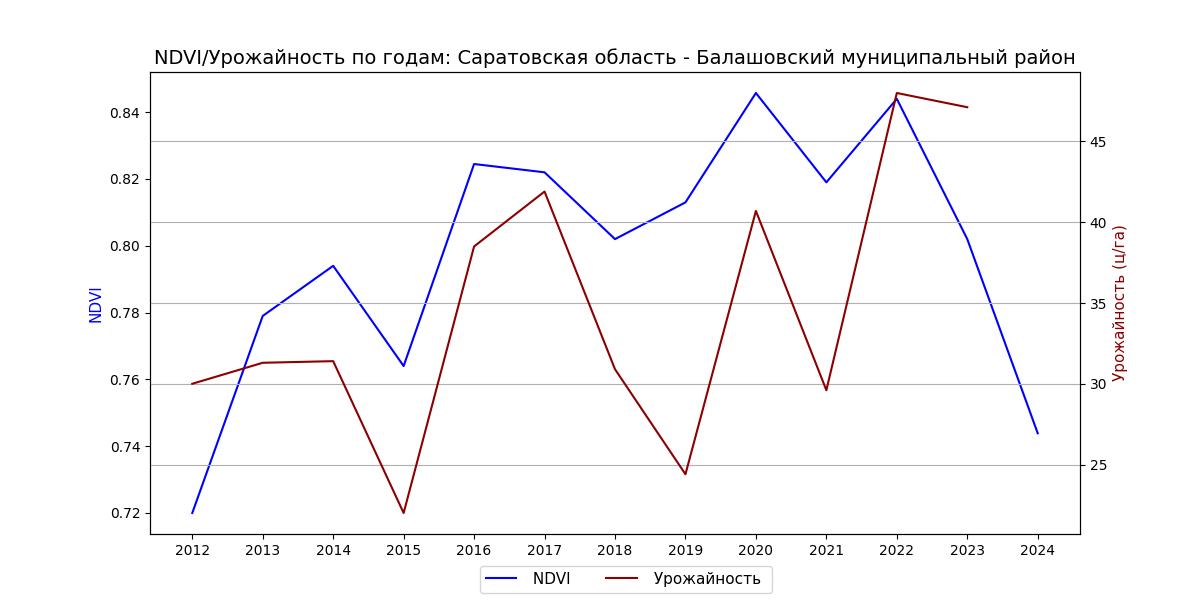 NDVI/Урожайность по годам: Саратовская область - Балашовский муниципальный район
0.84
0.82
0.80
0.78
0.76
0.74
0.72
NDVI
45
40
35
30
25
Урожайность (ц/га)
2012 2013 2014 2015 2016 2017 2018 2019 2020 2021 2022 2023 2024
NDVI Урожайность